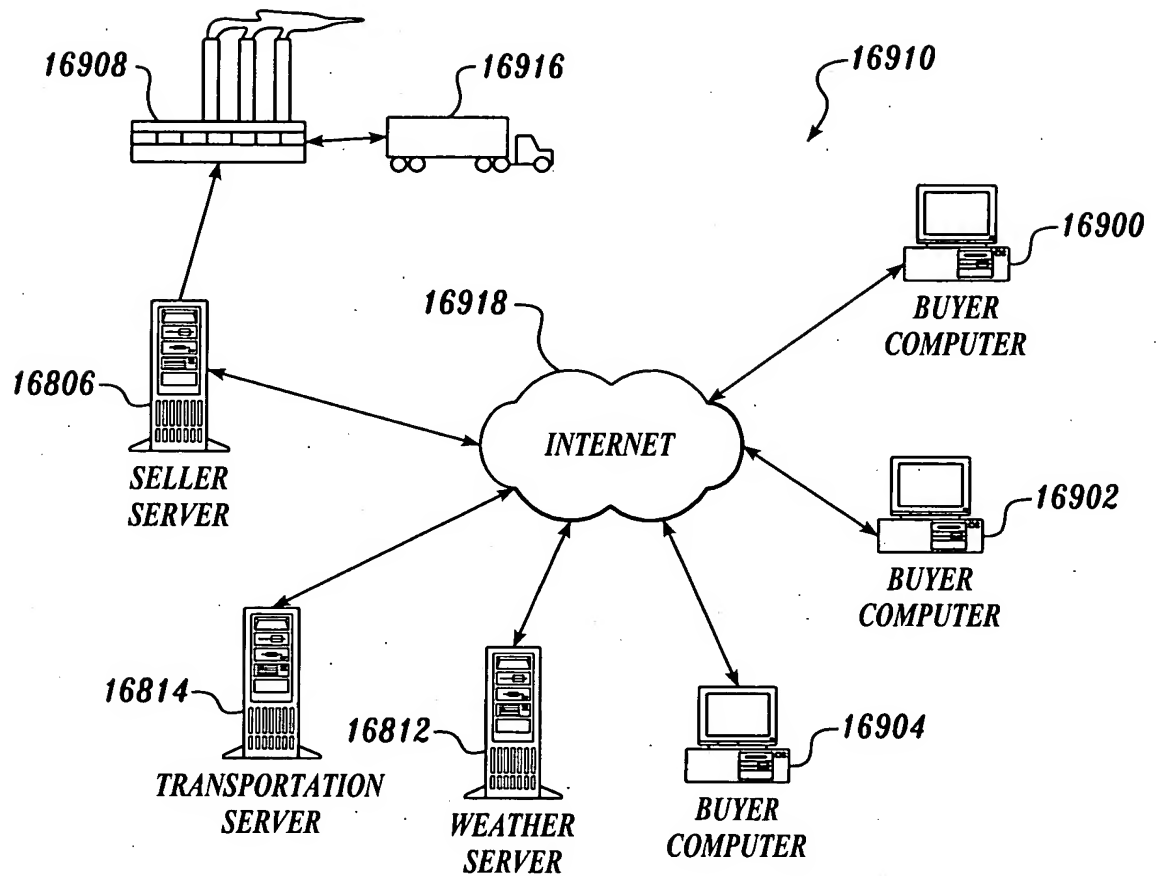 16908
16916
16910
16900
BUYER
COMPUTER
16918
16806
INTERNET
SELLER
SERVER
16902
BUYER
COMPUTER
16814
16812
16904
TRANSPORTATION
SERVER
WEATHER
SERVER
BUYER
COMPUTER